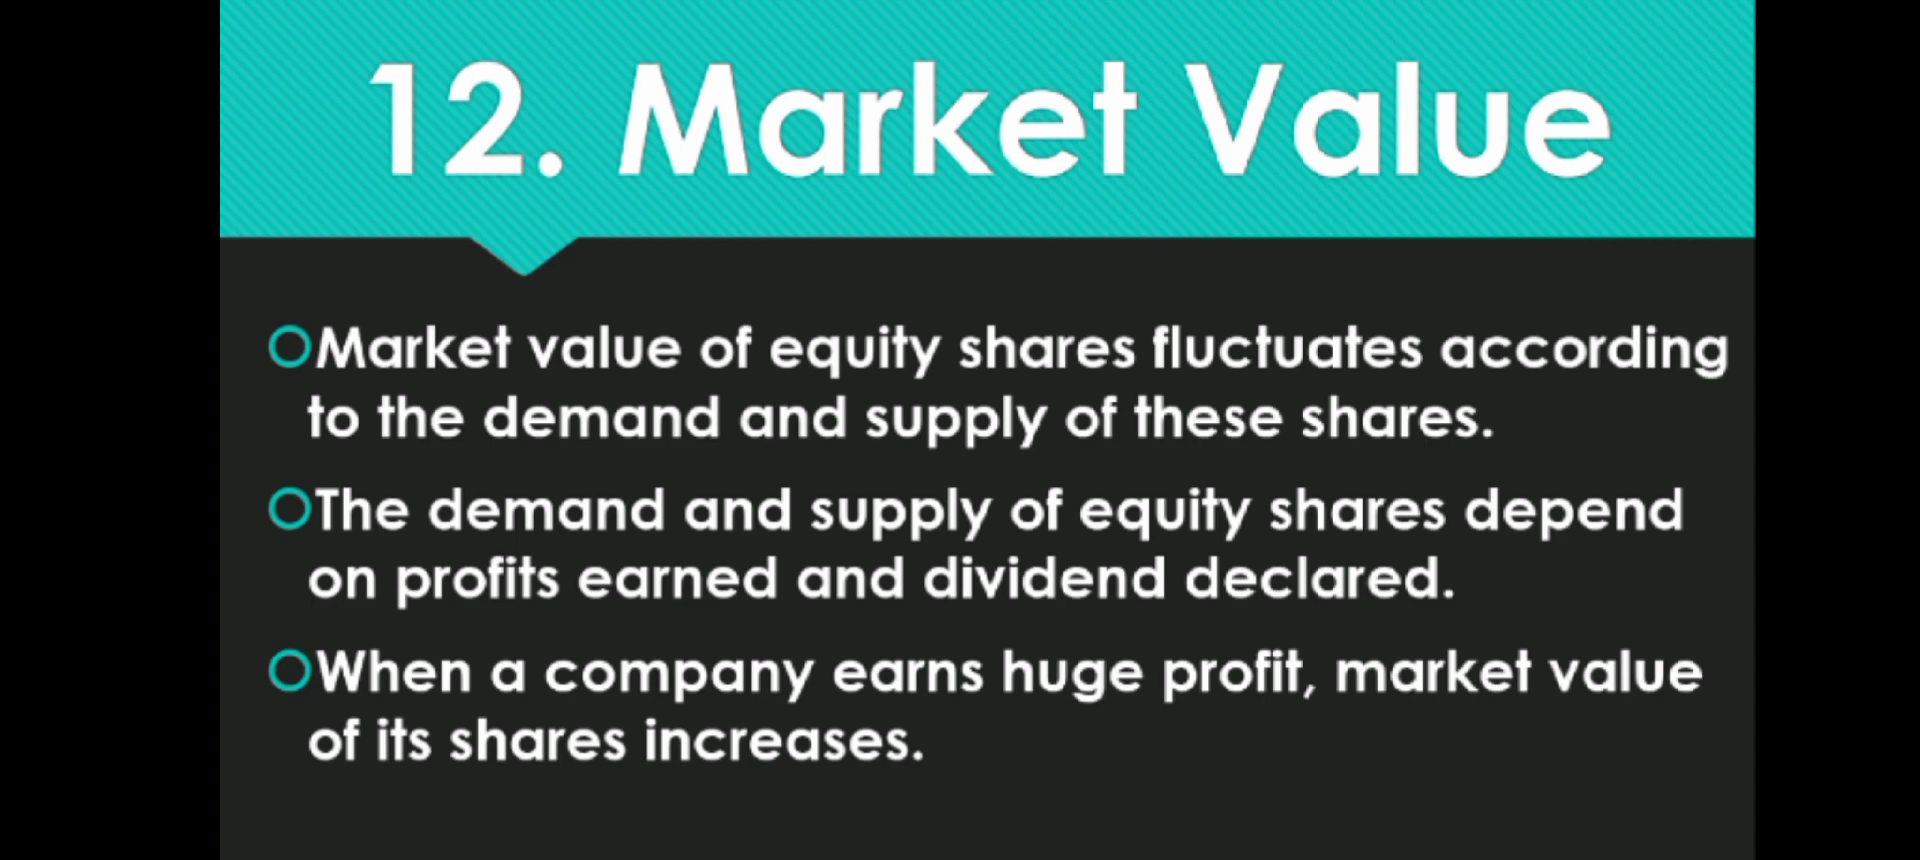 12. Market Value
Market value of equity shares fluctuates according
to the demand and supply of these shares.
The demand and supply of equity shares depend
on profits earned and dividend declared.
When a company earns huge profit, market value
of its shares increases.